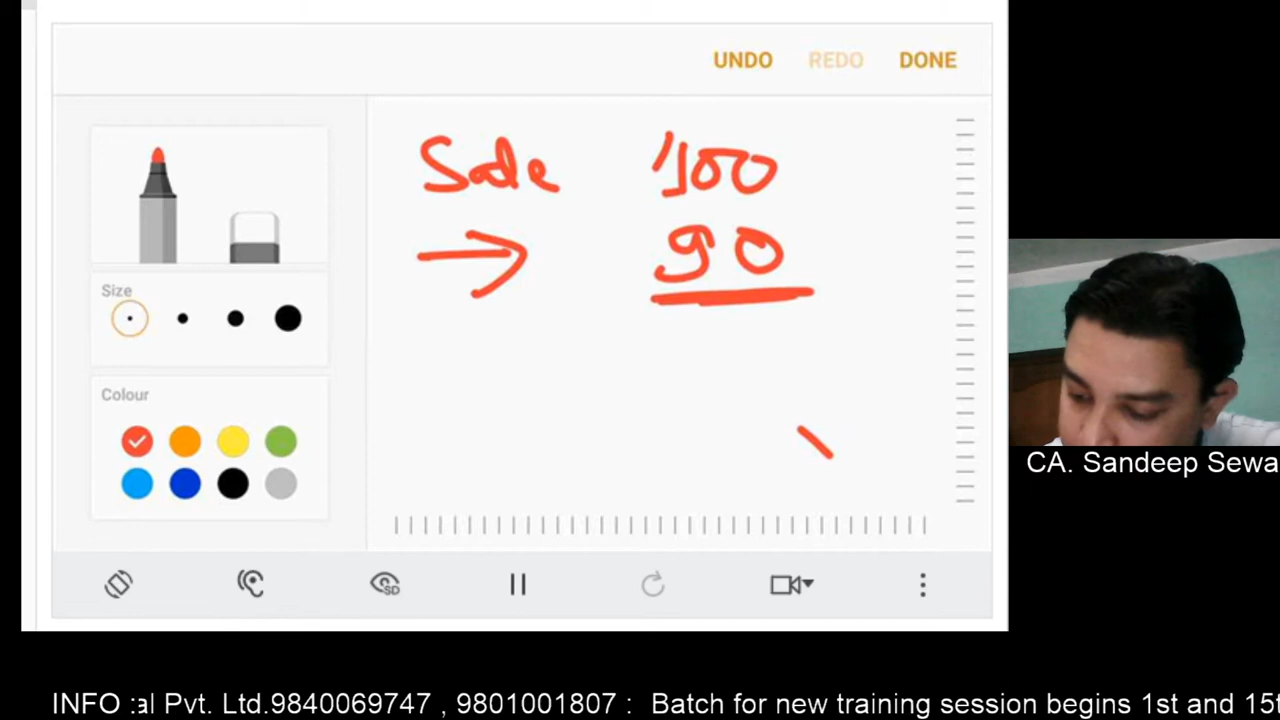 UNDO REDO DONE
Sale 100
→ 90
Size
Colour
SD
CA. Sandeep Sewa
INFO :al Pvt. Ltd.9840069747 , 9801001807 : Batch for new training session begins 1st and 15t